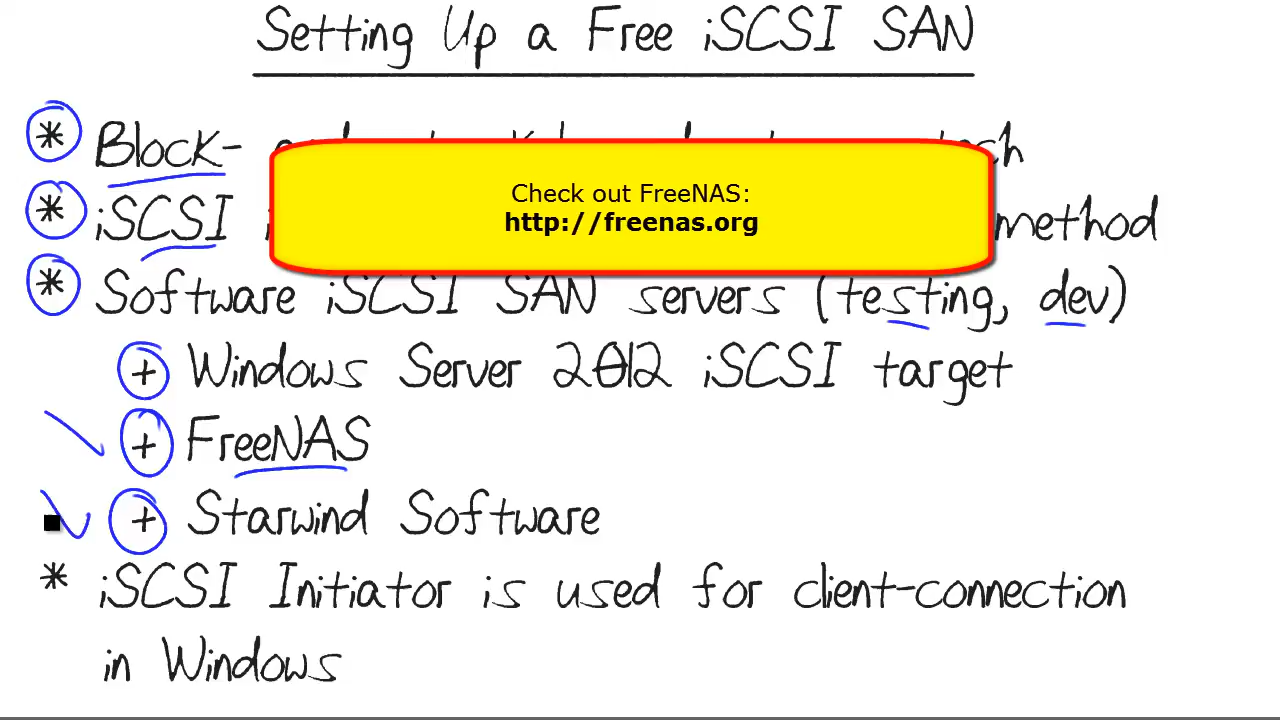 Setting Up a Free iSCSI SAN
* Block-
Check out FreeNAS:
http://freenas.org
* iSCSI method
* Software iSCSI SAN servers (testing, dev)
+ Windows Server 2012 iSCSI target
+ FreeNAS
+ Starwind Software
* iSCSI Initiator is used for client-connection
in Windows